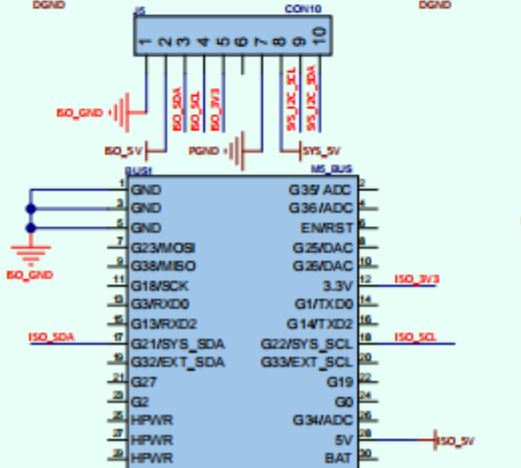 DGND DGND
J5 CON10
1 2 3 4 5 6 7 8 9 10
ISO_SDA ISO_SCL ISO_3V3 SYS_I2C_SCL SYS_I2C_SDA
ISO_GND
ISO_5V PGND SYS_5V
BUS1 M5_BUS
1 GND G35/ADC 2
3 GND G36/ADC 4
5 GND EN/RST 6
7 G23/MOSI G25/DAC 8
ISO_GND
9 G38/MISO G26/DAC 10
11 G18/SCK 3.3V 12 ISO_3V3
13 G3/RXD0 G1/TXD0 14
15 G13/RXD2 G14/TXD2 16
ISO_SDA 17 G21/SYS_SDA G22/SYS_SCL 18 ISO_SCL
19 G32/EXT_SDA G33/EXT_SCL 20
21 G27 G19 22
23 G2 G0 24
25 HPWR G34/ADC 26
27 HPWR 5V 28 ISO_5V
29 HPWR BAT 30